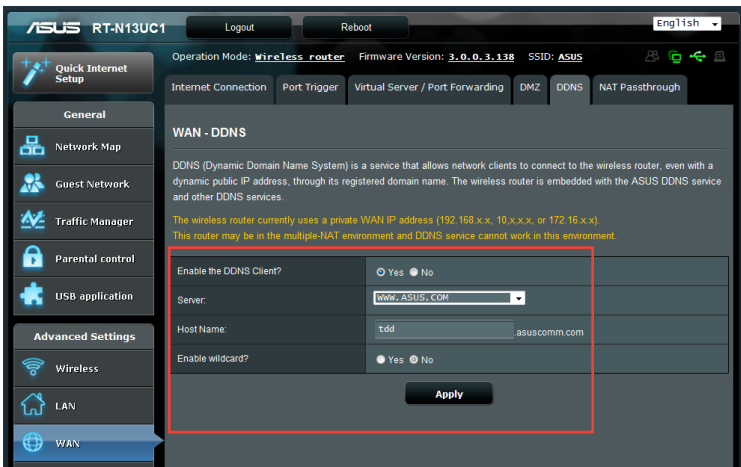 ASUS RT-N13UC1 Logout Reboot English
Operation Mode: Wireless router Firmware Version: 3.0.0.3.138 SSID: ASUS
Quick Internet
Setup
Internet Connection Port Trigger Virtual Server / Port Forwarding DMZ DDNS NAT Passthrough
General
Network Map
Guest Network
Traffic Manager
Parental control
USB application
Advanced Settings
Wireless
LAN
WAN
WAN - DDNS
DDNS (Dynamic Domain Name System) is a service that allows network clients to connect to the wireless router, even with a
dynamic public IP address, through its registered domain name. The wireless router is embedded with the ASUS DDNS service
and other DDNS services.
The wireless router currently uses a private WAN IP address (192.168.x.x, 10,x,x,x, or 172.16.x.x).
This router may be in the multiple-NAT environment and DDNS service cannot work in this environment.
Enable the DDNS Client? Yes No
Server: WWW.ASUS.COM
Host Name: tdd .asuscomm.com
Enable wildcard? Yes No
Apply